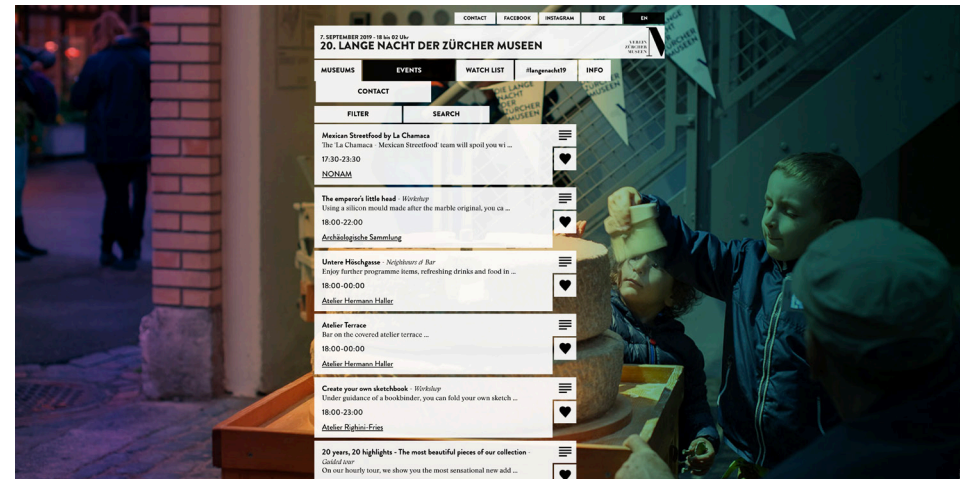 CONTACT
FACEBOOK
INSTAGRAM
DE
EN
7. SEPTEMBER 2019 - 18 bis 02 Uhr
20. LANGE NACHT DER ZÜRCHER MUSEEN
VEREIN
ZÜRCHER
MUSEEN
MUSEUMS
EVENTS
WATCH LIST
#langenacht19
INFO
CONTACT
FILTER
SEARCH
Mexican Streetfood by La Chamaca
The 'La Chamaca - Mexican Streetfood' team will spoil you wi ...
17:30-23:30
NONAM
The emperor's little head - Workshop
Using a silicon mould made after the marble original, you ca ...
18:00-22:00
Archäologische Sammlung
Untere Höschgasse - Neighbours & Bar
Enjoy further programme items, refreshing drinks and food in ...
18:00-00:00
Atelier Hermann Haller
Atelier Terrace
Bar on the covered atelier terrace ...
18:00-00:00
Atelier Hermann Haller
Create your own sketchbook - Workshop
Under guidance of a bookbinder, you can fold your own sketch ...
18:00-23:00
Atelier Righini-Fries
20 years, 20 highlights - The most beautiful pieces of our collection -
Guided tour
On our hourly tour, we show you the most sensational new add ...
DIE LANGE
NACHT
DER
ZÜRCHER
MUSEEN